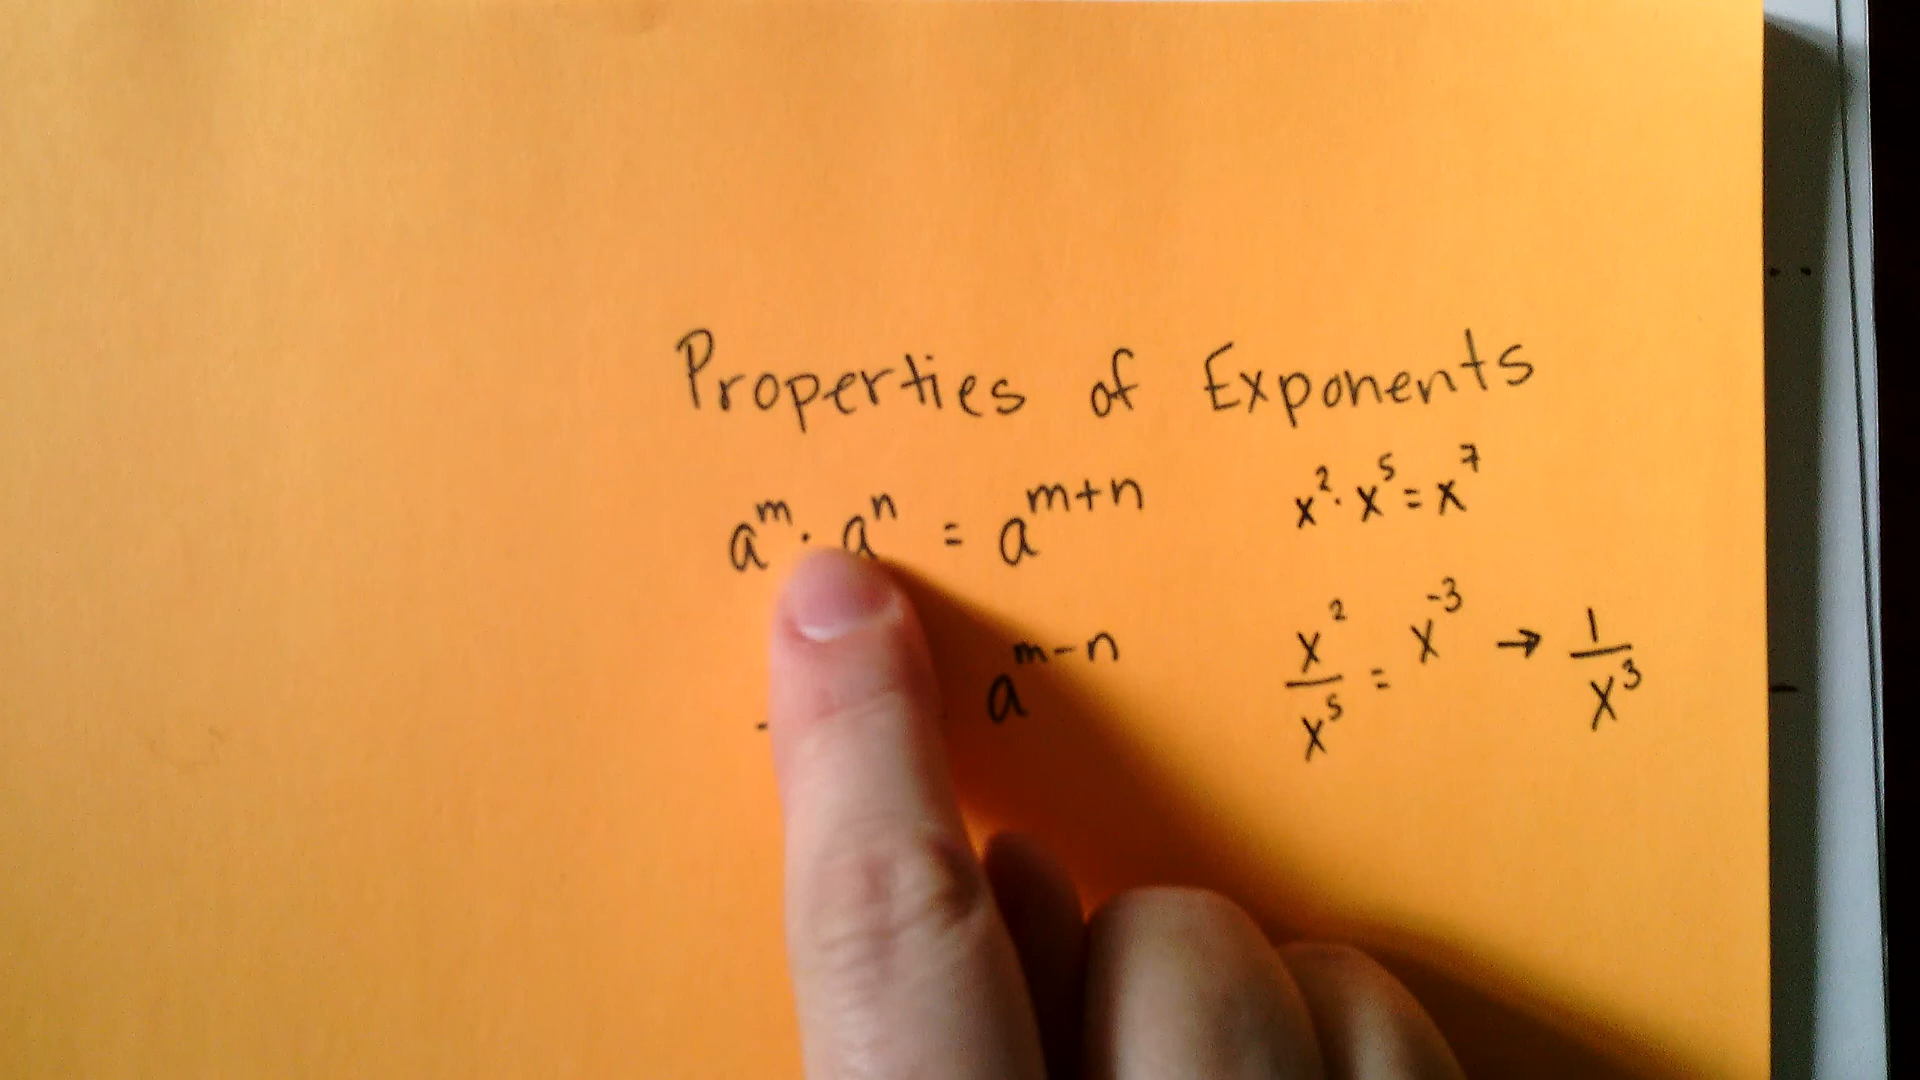 Properties of Exponents
a^m · a^n = a^{m+n}
x^2 · x^5 = x^7
a^{m-n}
x^2/x^5 = x^{-3} → 1/x^3